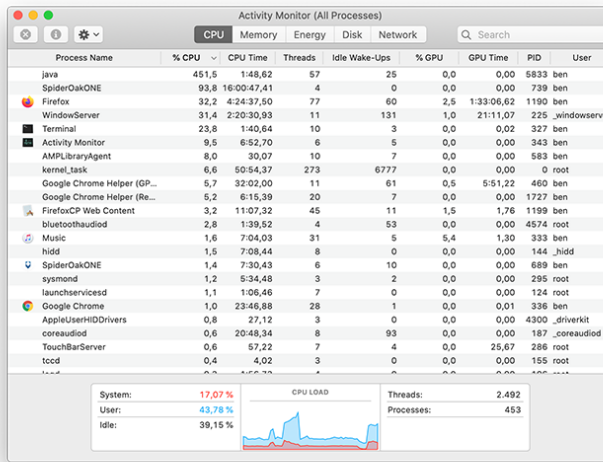 Activity Monitor (All Processes)
CPU Memory Energy Disk Network Search
Process Name % CPU CPU Time Threads Idle Wake-Ups % GPU GPU Time PID User
java 451,5 1:48,62 57 25 0,0 0,00 5833 ben
SpiderOakONE 93,8 16:00:47,41 4 0 0,0 0,00 739 ben
Firefox 32,2 4:24:37,50 77 60 2,5 1:33:06,62 1190 ben
WindowServer 31,4 2:20:30,93 11 131 1,0 21:11,07 225 _windowserv
Terminal 23,8 1:40,64 10 3 0,0 0,02 327 ben
Activity Monitor 9,5 6:52,70 6 5 0,0 0,00 343 ben
AMPLibraryAgent 8,0 30,07 10 7 0,0 0,00 583 ben
kernel_task 6,6 50:54,37 273 6777 0,0 0,00 0 root
Google Chrome Helper (GP... 5,7 32:02,00 11 61 0,5 5:51,22 460 ben
Google Chrome Helper (Re... 5,2 6:15,39 20 7 0,0 0,00 1727 ben
FirefoxCP Web Content 3,2 11:07,32 45 11 1,5 1,76 1199 ben
bluetoothaudiod 2,8 1:39,52 4 53 0,0 0,00 4574 root
Music 1,6 7:04,03 31 5 5,4 1,30 333 ben
hidd 1,5 7:08,44 8 0 0,0 0,00 144 _hidd
SpiderOakONE 1,4 7:30,43 6 10 0,0 0,00 689 ben
sysmond 1,2 5:34,48 3 2 0,0 0,00 295 root
launchservicesd 1,1 1:06,46 7 0 0,0 0,00 124 root
Google Chrome 1,0 23:46,88 28 1 0,0 0,01 336 ben
AppleUserHIDDrivers 0,8 27,12 3 0 0,0 0,00 4300 _driverkit
coreaudiod 0,6 20:48,34 8 93 0,0 0,00 187 _coreaudiod
TouchBarServer 0,6 57,22 7 4 0,0 25,67 286 root
tccd 0,4 4,02 3 0 0,0 0,00 155 root
System: 17,07 % CPU LOAD Threads: 2.492
User: 43,78 % Processes: 453
Idle: 39,15 %